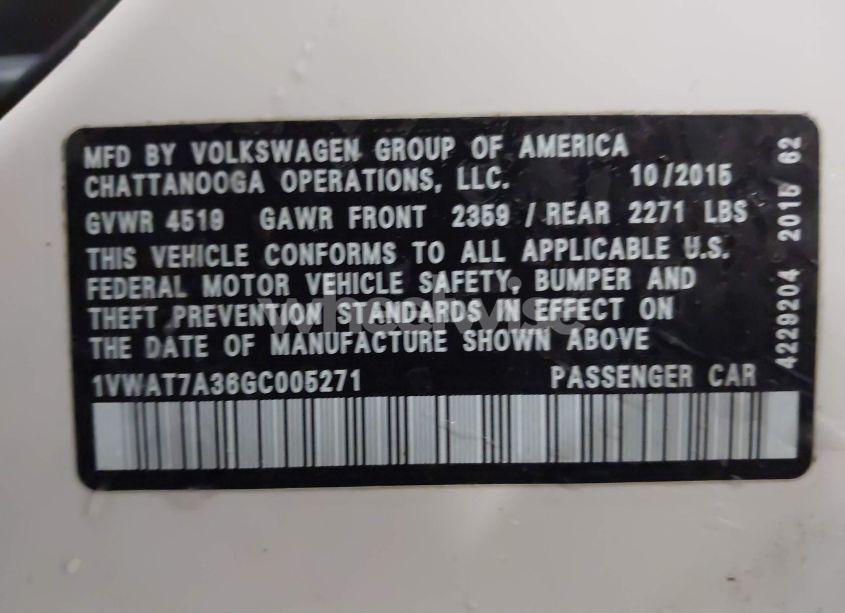 MFD BY VOLKSWAGEN GROUP OF AMERICA
CHATTANOOGA OPERATIONS, LLC. 10/2015
GVWR 4519 GAWR FRONT 2359 / REAR 2271 LBS
THIS VEHICLE CONFORMS TO ALL APPLICABLE U.S.
FEDERAL MOTOR VEHICLE SAFETY, BUMPER AND
THEFT PREVENTION STANDARDS IN EFFECT ON
THE DATE OF MANUFACTURE SHOWN ABOVE
1VWAT7A36GC005271 PASSENGER CAR
4229204 2015 62
wheelwise